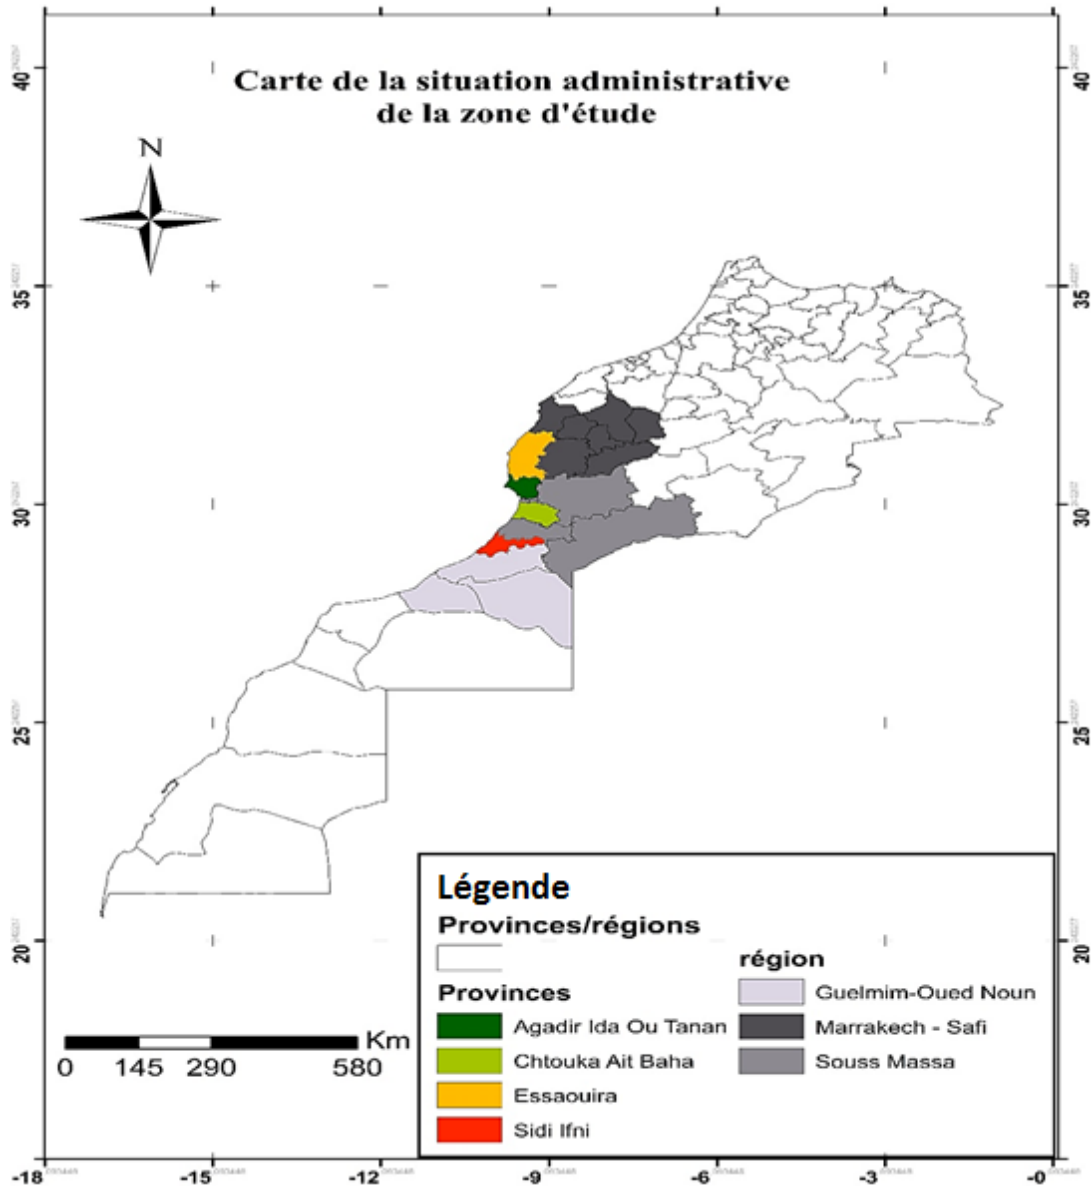 Carte de la situation administrative
de la zone d'étude
N
40
40
35
35
30
30
25
25
20
20
Légende
Provinces/régions
Provinces
Agadir Ida Ou Tanan
Chtouka Ait Baha
Essaouira
Sidi Ifni
région
Guelmim-Oued Noun
Marrakech - Safi
Souss Massa
Km
0 145 290 580
-18 -15 -12 -9 -6 -3 -0